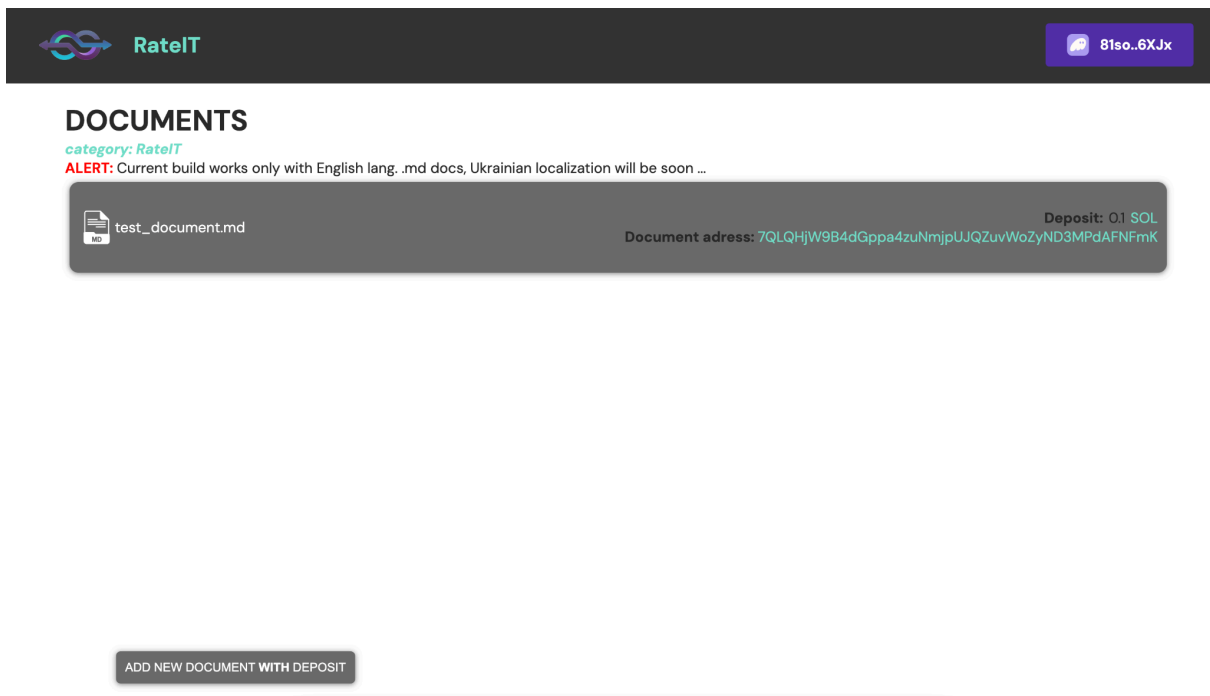 RateIT
81so..6XJx
DOCUMENTS
category: RateIT
ALERT: Current build works only with English lang. .md docs, Ukrainian localization will be soon ...
MD
test_document.md
Deposit: 0.1 SOL
Document adress: 7QLQHjW9B4dGppa4zuNmjpUJQZuvWoZyND3MPdAFNFmK
ADD NEW DOCUMENT WITH DEPOSIT